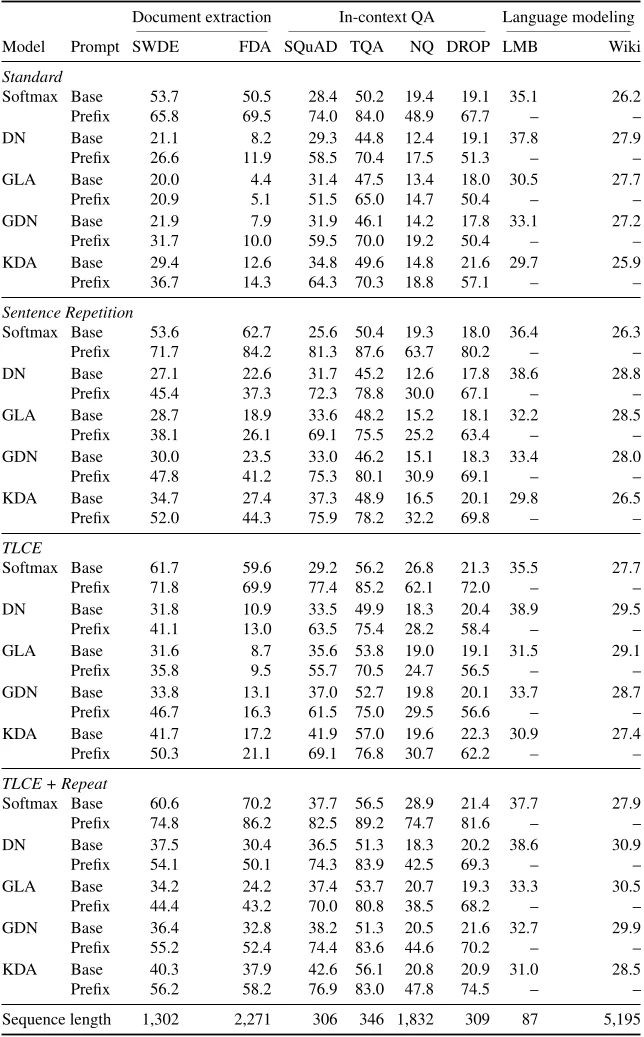 Document extraction In-context QA Language modeling
Model Prompt SWDE FDA SQuAD TQA NQ DROP LMB Wiki
Standard
Softmax Base 53.7 50.5 28.4 50.2 19.4 19.1 35.1 26.2
Prefix 65.8 69.5 74.0 84.0 48.9 67.7 – –
DN Base 21.1 8.2 29.3 44.8 12.4 19.1 37.8 27.9
Prefix 26.6 11.9 58.5 70.4 17.5 51.3 – –
GLA Base 20.0 4.4 31.4 47.5 13.4 18.0 30.5 27.7
Prefix 20.9 5.1 51.5 65.0 14.7 50.4 – –
GDN Base 21.9 7.9 31.9 46.1 14.2 17.8 33.1 27.2
Prefix 31.7 10.0 59.5 70.0 19.2 50.4 – –
KDA Base 29.4 12.6 34.8 49.6 14.8 21.6 29.7 25.9
Prefix 36.7 14.3 64.3 70.3 18.8 57.1 – –
Sentence Repetition
Softmax Base 53.6 62.7 25.6 50.4 19.3 18.0 36.4 26.3
Prefix 71.7 84.2 81.3 87.6 63.7 80.2 – –
DN Base 27.1 22.6 31.7 45.2 12.6 17.8 38.6 28.8
Prefix 45.4 37.3 72.3 78.8 30.0 67.1 – –
GLA Base 28.7 18.9 33.6 48.2 15.2 18.1 32.2 28.5
Prefix 38.1 26.1 69.1 75.5 25.2 63.4 – –
GDN Base 30.0 23.5 33.0 46.2 15.1 18.3 33.4 28.0
Prefix 47.8 41.2 75.3 80.1 30.9 69.1 – –
KDA Base 34.7 27.4 37.3 48.9 16.5 20.1 29.8 26.5
Prefix 52.0 44.3 75.9 78.2 32.2 69.8 – –
TLCE
Softmax Base 61.7 59.6 29.2 56.2 26.8 21.3 35.5 27.7
Prefix 71.8 69.9 77.4 85.2 62.1 72.0 – –
DN Base 31.8 10.9 33.5 49.9 18.3 20.4 38.9 29.5
Prefix 41.1 13.0 63.5 75.4 28.2 58.4 – –
GLA Base 31.6 8.7 35.6 53.8 19.0 19.1 31.5 29.1
Prefix 35.8 9.5 55.7 70.5 24.7 56.5 – –
GDN Base 33.8 13.1 37.0 52.7 19.8 20.1 33.7 28.7
Prefix 46.7 16.3 61.5 75.0 29.5 56.6 – –
KDA Base 41.7 17.2 41.9 57.0 19.6 22.3 30.9 27.4
Prefix 50.3 21.1 69.1 76.8 30.7 62.2 – –
TLCE + Repeat
Softmax Base 60.6 70.2 37.7 56.5 28.9 21.4 37.7 27.9
Prefix 74.8 86.2 82.5 89.2 74.7 81.6 – –
DN Base 37.5 30.4 36.5 51.3 18.3 20.2 38.6 30.9
Prefix 54.1 50.1 74.3 83.9 42.5 69.3 – –
GLA Base 34.2 24.2 37.4 53.7 20.7 19.3 33.3 30.5
Prefix 44.4 43.2 70.0 80.8 38.5 68.2 – –
GDN Base 36.4 32.8 38.2 51.3 20.5 21.6 32.7 29.9
Prefix 55.2 52.4 74.4 83.6 44.6 70.2 – –
KDA Base 40.3 37.9 42.6 56.1 20.8 20.9 31.0 28.5
Prefix 56.2 58.2 76.9 83.0 47.8 74.5 – –
Sequence length 1,302 2,271 306 346 1,832 309 87 5,195